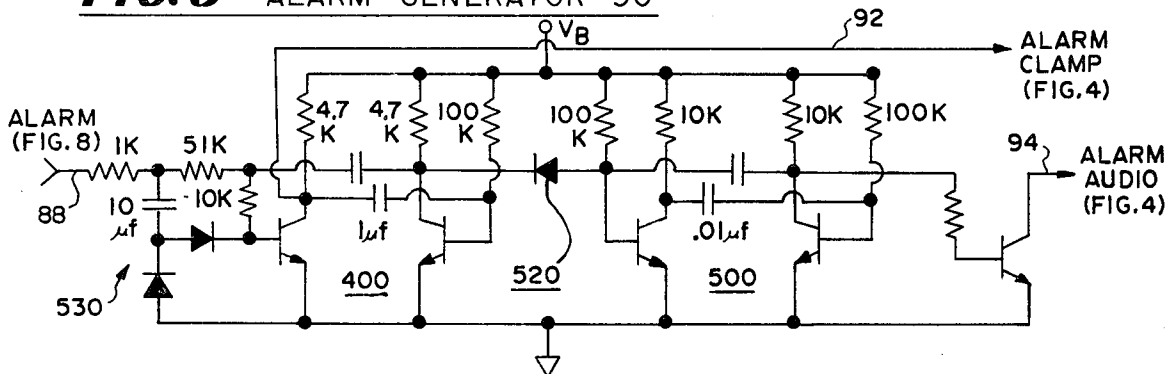 ALARM GENERATOR 90
V_B
92
ALARM
CLAMP
(FIG.4)
ALARM
(FIG.8)
1K
51K
4.7
K
4.7
K
100
K
100
K
10K
10K
100K
94
ALARM
AUDIO
(FIG.4)
88
10
μf
10K
1μf
.01μf
530
400
520
500